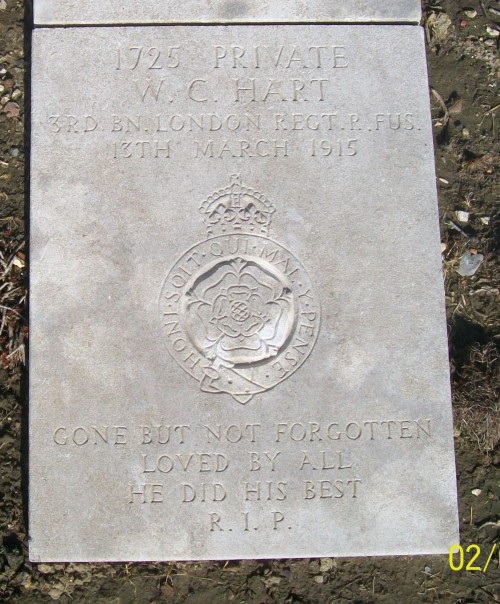 1725 PRIVATE
W. C. HART
3RD. BN. LONDON REGT. R. FUS.
13TH MARCH 1915
HONI·SOIT·QUI·MAL·Y·PENSE
GONE BUT NOT FORGOTTEN
LOVED BY ALL
HE DID HIS BEST
R. I. P.
02/